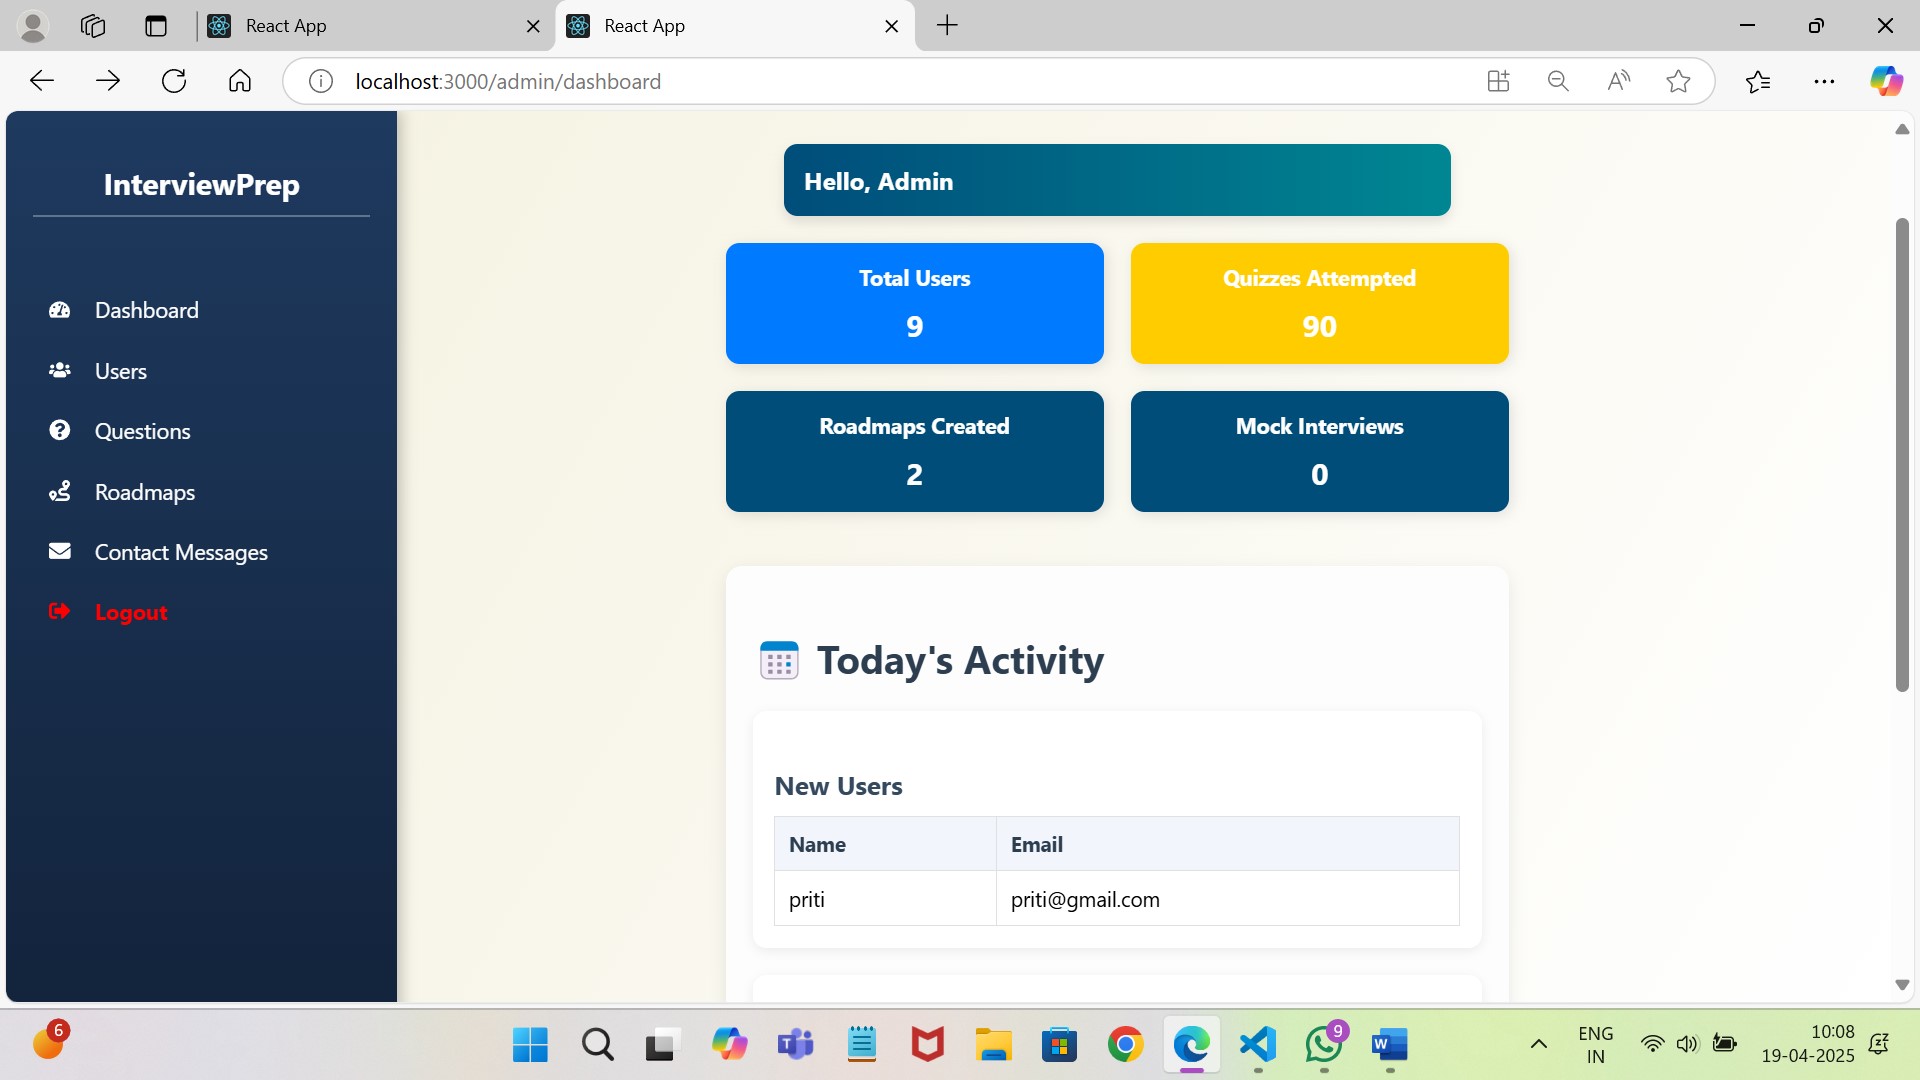 React App
React App
localhost:3000/admin/dashboard
InterviewPrep
Dashboard
Users
Questions
Roadmaps
Contact Messages
Logout
Hello, Admin
Total Users
9
Quizzes Attempted
90
Roadmaps Created
2
Mock Interviews
0
Today's Activity
New Users
Name Email
priti priti@gmail.com
6
9
ENG
IN
10:08
19-04-2025